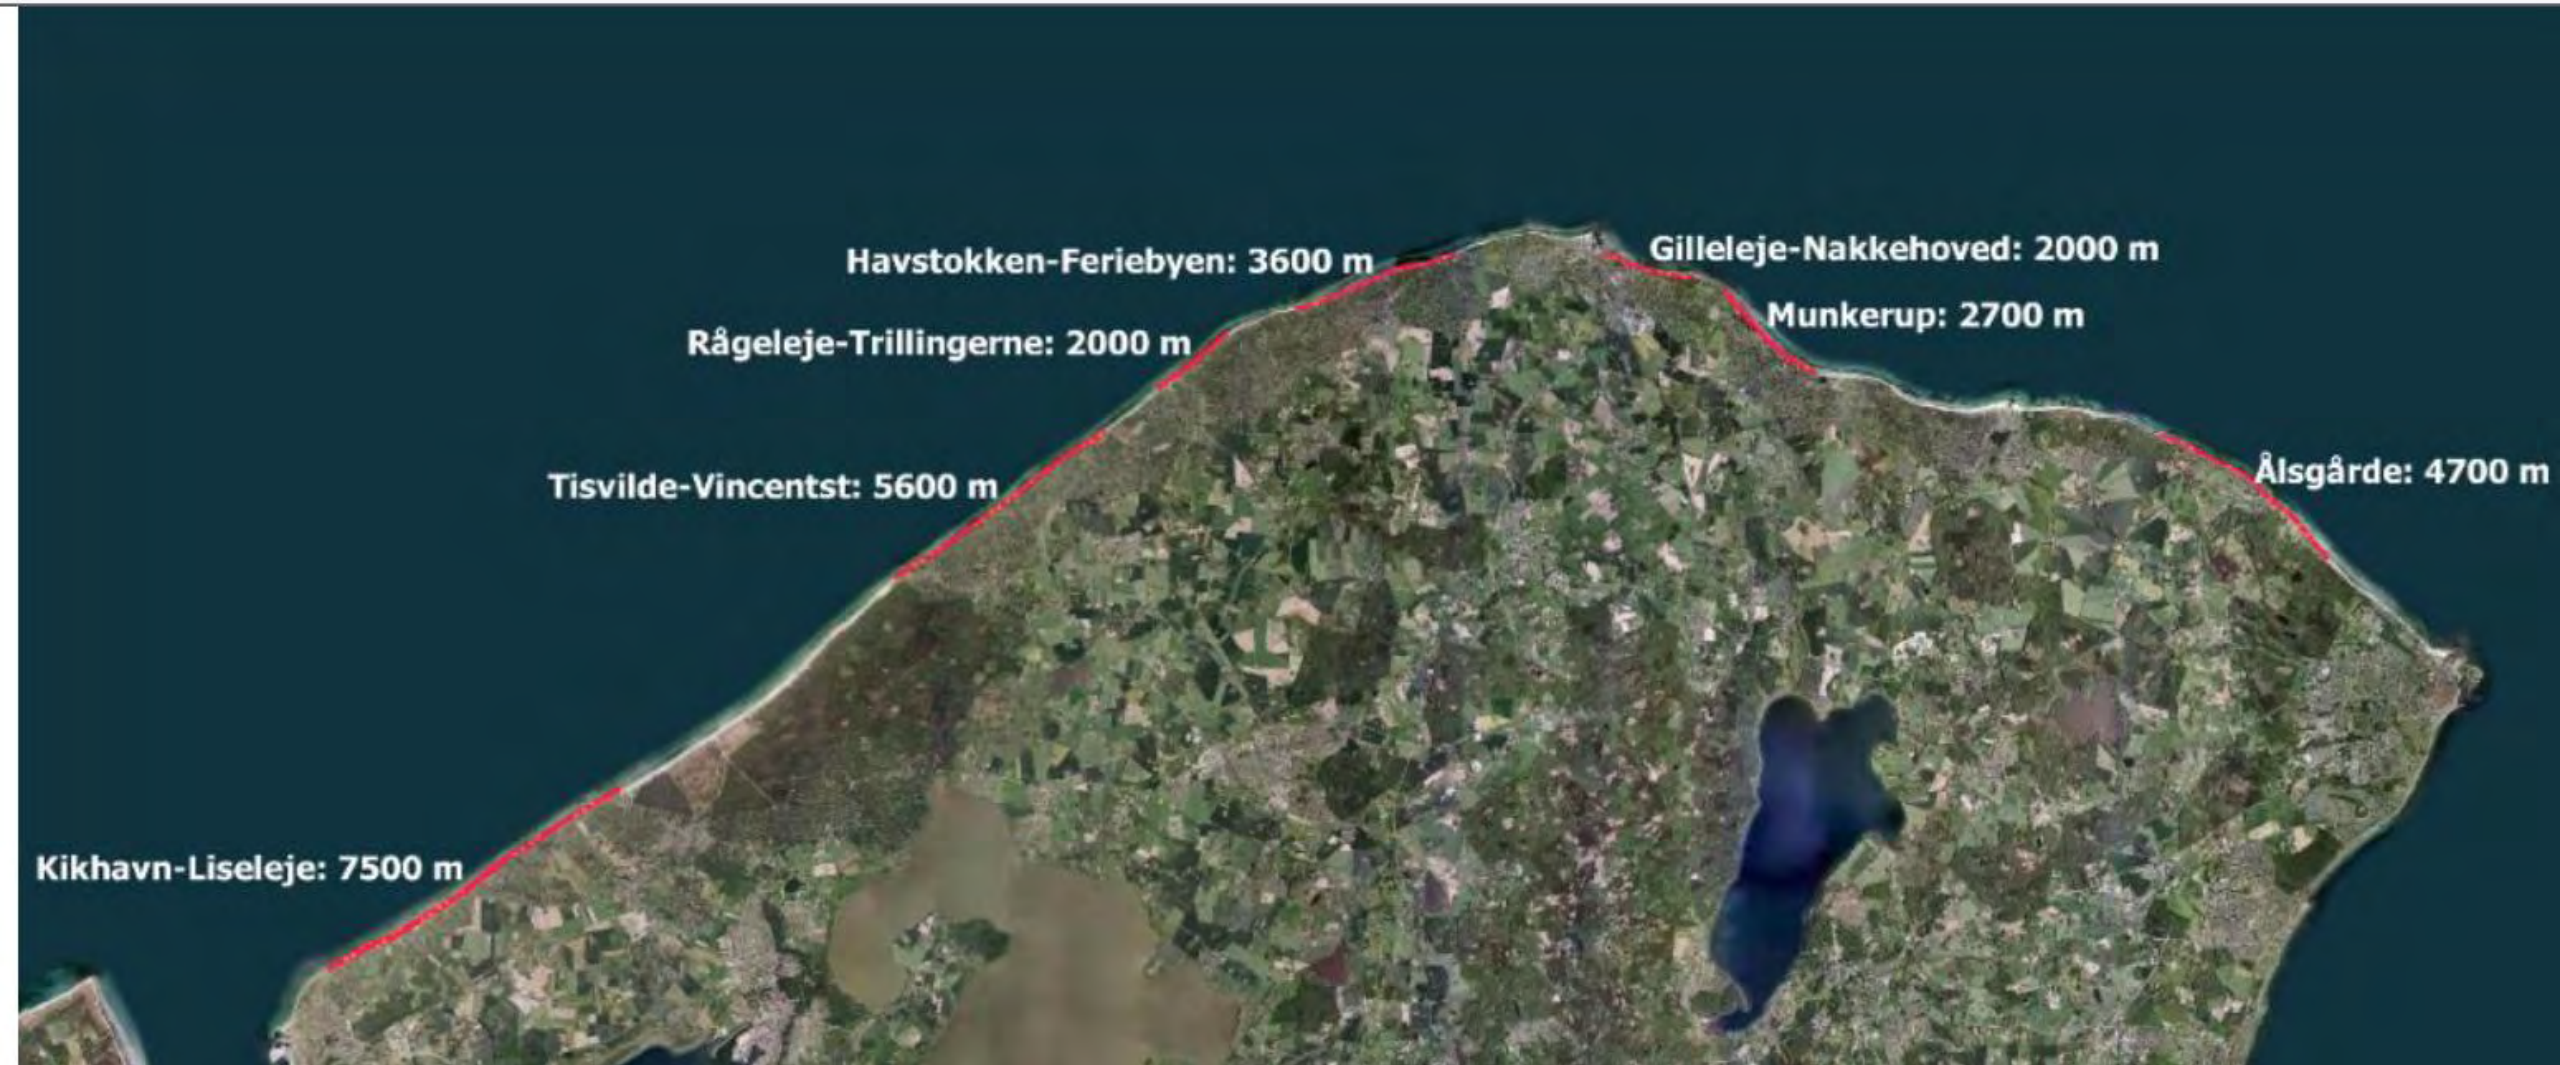 Havstokken-Feriebyen: 3600 m
Gilleleje-Nakkehoved: 2000 m
Munkerup: 2700 m
Rågeleje-Trillingerne: 2000 m
Ålsgårde: 4700 m
Tisvilde-Vincentst: 5600 m
Kikhavn-Liseleje: 7500 m